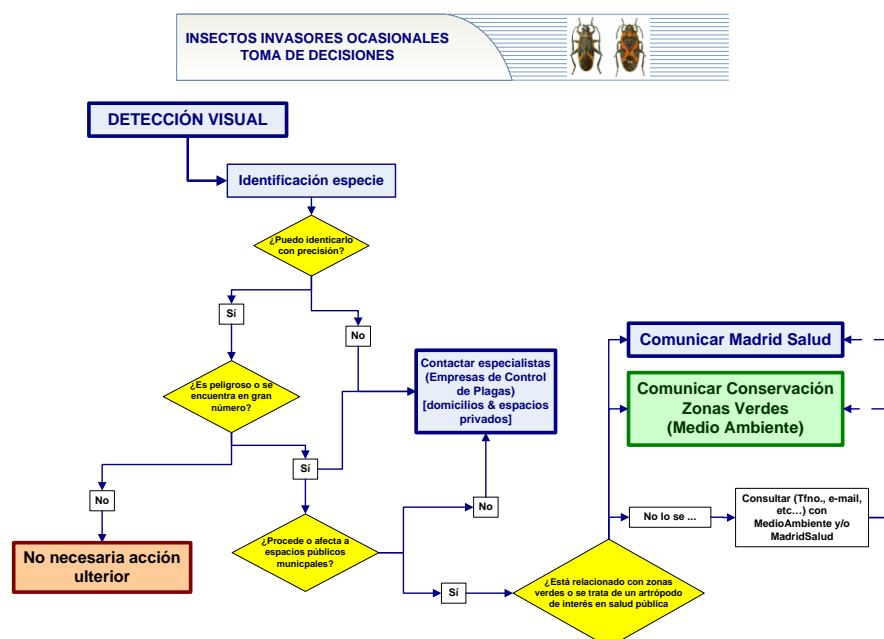 INSECTOS INVASORES OCASIONALES
TOMA DE DECISIONES
DETECCIÓN VISUAL
Identificación especie
¿Puedo identicarlo
con precisión?
Sí
No
¿Es peligroso o se
encuentra en gran
número?
Contactar especialistas
(Empresas de Control
de Plagas)
[domicilios & espacios
privados]
Comunicar Madrid Salud
Comunicar Conservación
Zonas Verdes
(Medio Ambiente)
No
Sí
No necesaria acción
ulterior
¿Procede o afecta a
espacios públicos
municpales?
No
Sí
No lo se ...
Consultar (Tfno., e-mail,
etc...) con
MedioAmbiente y/o
MadridSalud
¿Está relacionado con zonas
verdes o se trata de un artrópodo
de interés en salud pública